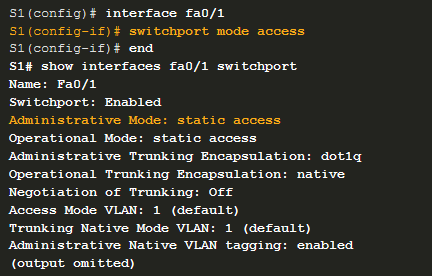 S1(config)# interface fa0/1
S1(config-if)# switchport mode access
S1(config-if)# end
S1# show interfaces fa0/1 switchport
Name: Fa0/1
Switchport: Enabled
Administrative Mode: static access
Operational Mode: static access
Administrative Trunking Encapsulation: dot1q
Operational Trunking Encapsulation: native
Negotiation of Trunking: Off
Access Mode VLAN: 1 (default)
Trunking Native Mode VLAN: 1 (default)
Administrative Native VLAN tagging: enabled
(output omitted)